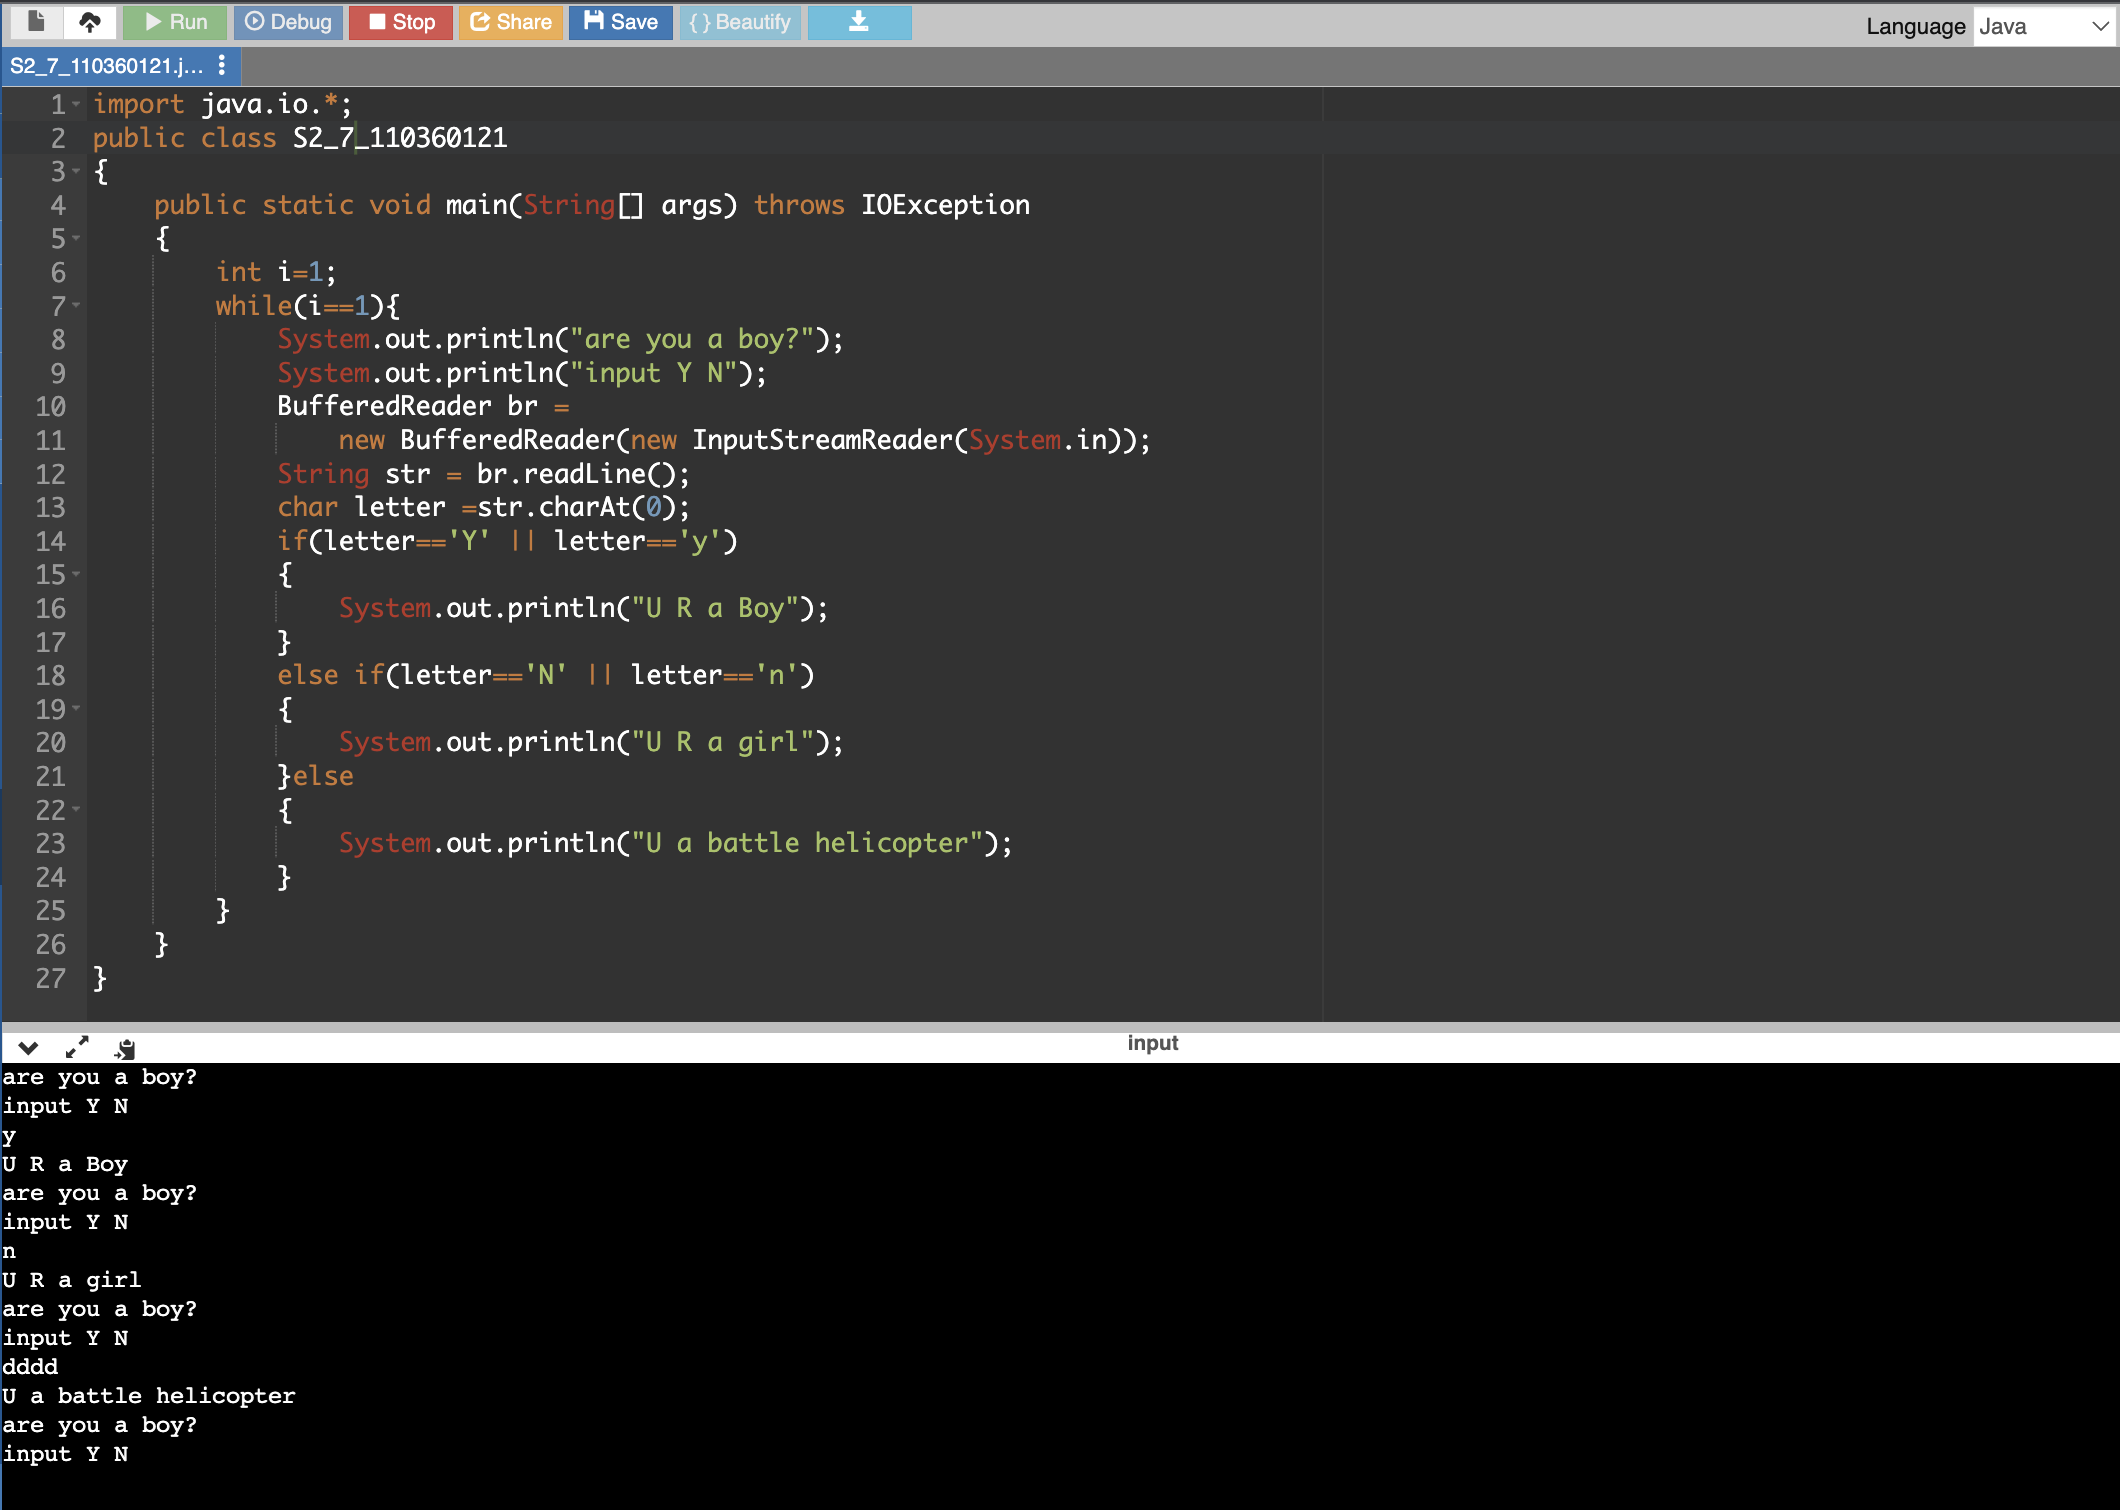 Run Debug Stop Share Save { } Beautify Language Java
S2_7_110360121.j...
1 import java.io.*;
2 public class S2_7_110360121
3 {
4     public static void main(String[] args) throws IOException
5     {
6         int i=1;
7         while(i==1){
8             System.out.println("are you a boy?");
9             System.out.println("input Y N");
10             BufferedReader br =
11                 new BufferedReader(new InputStreamReader(System.in));
12             String str = br.readLine();
13             char letter =str.charAt(0);
14             if(letter=='Y' || letter=='y')
15             {
16                 System.out.println("U R a Boy");
17             }
18             else if(letter=='N' || letter=='n')
19             {
20                 System.out.println("U R a girl");
21             }else
22             {
23                 System.out.println("U a battle helicopter");
24             }
25         }
26     }
27 }
input
are you a boy?
input Y N
y
U R a Boy
are you a boy?
input Y N
n
U R a girl
are you a boy?
input Y N
dddd
U a battle helicopter
are you a boy?
input Y N